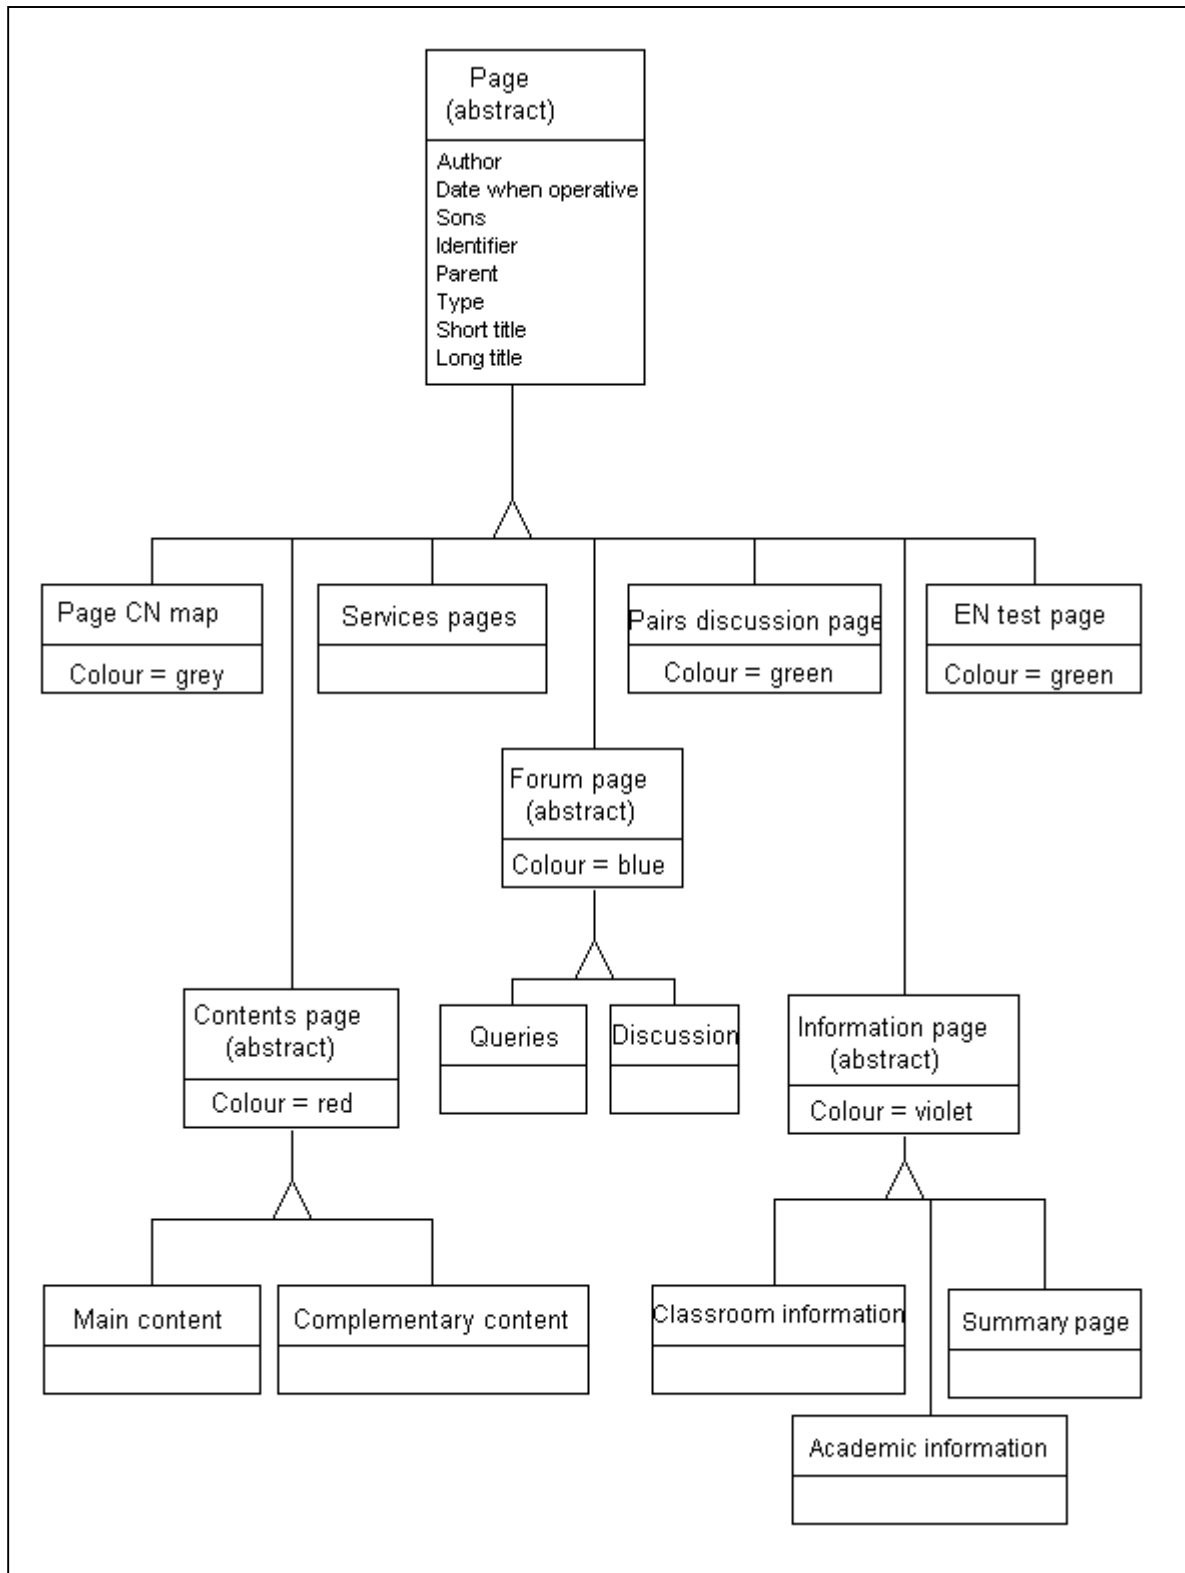 Page
(abstract)
Author
Date when operative
Sons
Identifier
Parent
Type
Short title
Long title
Page CN map
Colour = grey
Services pages
Pairs discussion page
Colour = green
EN test page
Colour = green
Forum page
(abstract)
Colour = blue
Queries
Discussion
Contents page
(abstract)
Colour = red
Information page
(abstract)
Colour = violet
Main content
Complementary content
Classroom information
Summary page
Academic information